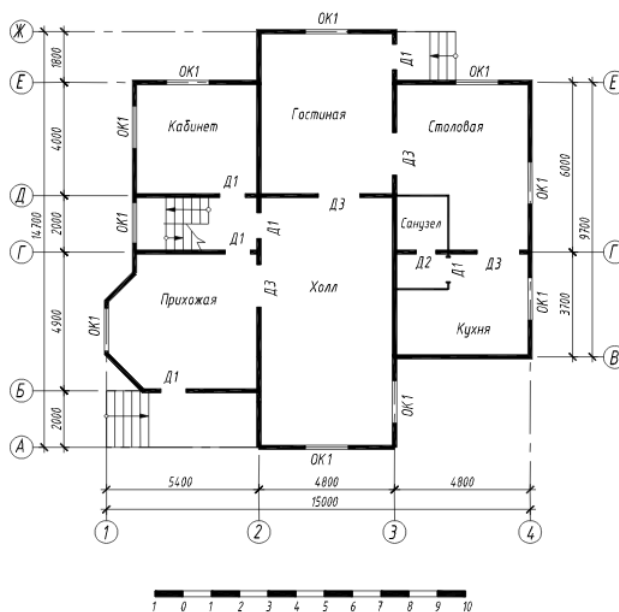 Ж
ОК1
1800
Д1
Е
ОК1
ОК1
Е
Кабинет
Гостиная
Столовая
ОК1
4000
Д3
6000
Д1
Д3
ОК1
Д
14700
2000
ОК1
Д1
Д1
Санузел
9700
Г
Д2
Д1
Д3
Г
Прихожая
Д3
Холл
ОК1
4900
ОК1
3700
Кухня
В
Д1
Б
ОК1
2000
А
ОК1
5400
4800
4800
15000
1
2
3
4
1 0 1 2 3 4 5 6 7 8 9 10